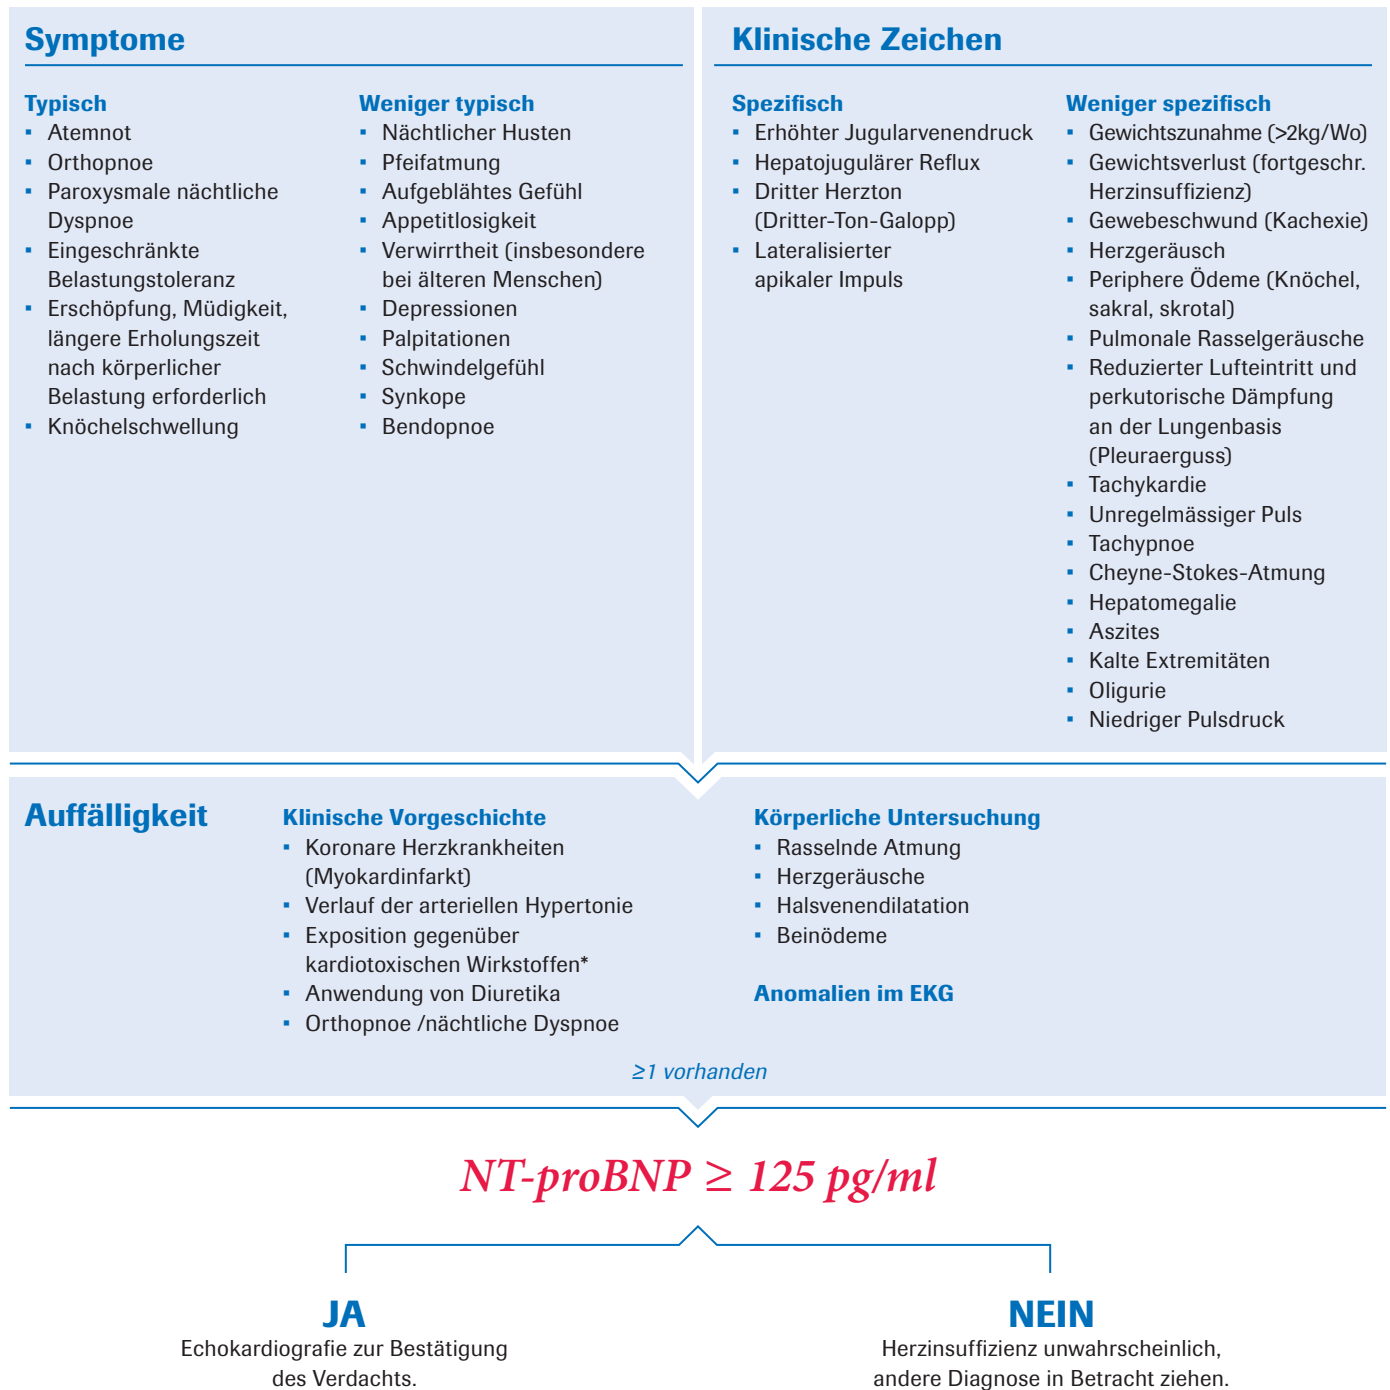 Symptome
Typisch
▪ Atemnot
▪ Orthopnoe
▪ Paroxysmale nächtliche
Dyspnoe
▪ Eingeschränkte
Belastungstoleranz
▪ Erschöpfung, Müdigkeit,
längere Erholungszeit
nach körperlicher
Belastung erforderlich
▪ Knöchelschwellung
Weniger typisch
▪ Nächtlicher Husten
▪ Pfeifatmung
▪ Aufgeblähtes Gefühl
▪ Appetitlosigkeit
▪ Verwirrtheit (insbesondere
bei älteren Menschen)
▪ Depressionen
▪ Palpitationen
▪ Schwindelgefühl
▪ Synkope
▪ Bendopnoe
Klinische Zeichen
Spezifisch
▪ Erhöhter Jugularvenendruck
▪ Hepatojugulärer Reflux
▪ Dritter Herzton
(Dritter-Ton-Galopp)
▪ Lateralisierter
apikaler Impuls
Weniger spezifisch
▪ Gewichtszunahme (>2kg/Wo)
▪ Gewichtsverlust (fortgeschr.
Herzinsuffizienz)
▪ Gewebeschwund (Kachexie)
▪ Herzgeräusch
▪ Periphere Ödeme (Knöchel,
sakral, skrotal)
▪ Pulmonale Rasselgeräusche
▪ Reduzierter Lufteintritt und
perkutorische Dämpfung
an der Lungenbasis
(Pleuraerguss)
▪ Tachykardie
▪ Unregelmässiger Puls
▪ Tachypnoe
▪ Cheyne-Stokes-Atmung
▪ Hepatomegalie
▪ Aszites
▪ Kalte Extremitäten
▪ Oligurie
▪ Niedriger Pulsdruck
Auffälligkeit
Klinische Vorgeschichte
▪ Koronare Herzkrankheiten
(Myokardinfarkt)
▪ Verlauf der arteriellen Hypertonie
▪ Exposition gegenüber
kardiotoxischen Wirkstoffen*
▪ Anwendung von Diuretika
▪ Orthopnoe /nächtliche Dyspnoe
Körperliche Untersuchung
▪ Rasselnde Atmung
▪ Herzgeräusche
▪ Halsvenendilatation
▪ Beinödeme
Anomalien im EKG
≥1 vorhanden
NT-proBNP ≥ 125 pg/ml
JA
Echokardiografie zur Bestätigung
des Verdachts.
NEIN
Herzinsuffizienz unwahrscheinlich,
andere Diagnose in Betracht ziehen.